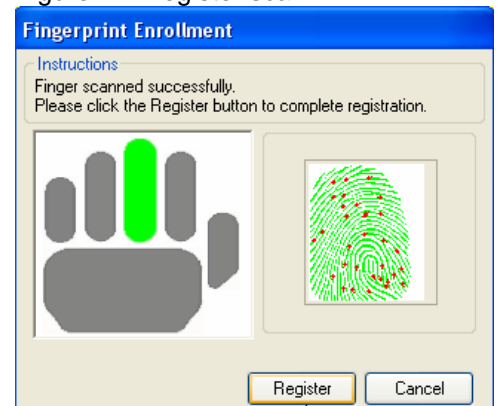 Fingerprint Enrollment
Instructions
Finger scanned successfully.
Please click the Register button to complete registration.
Register
Cancel